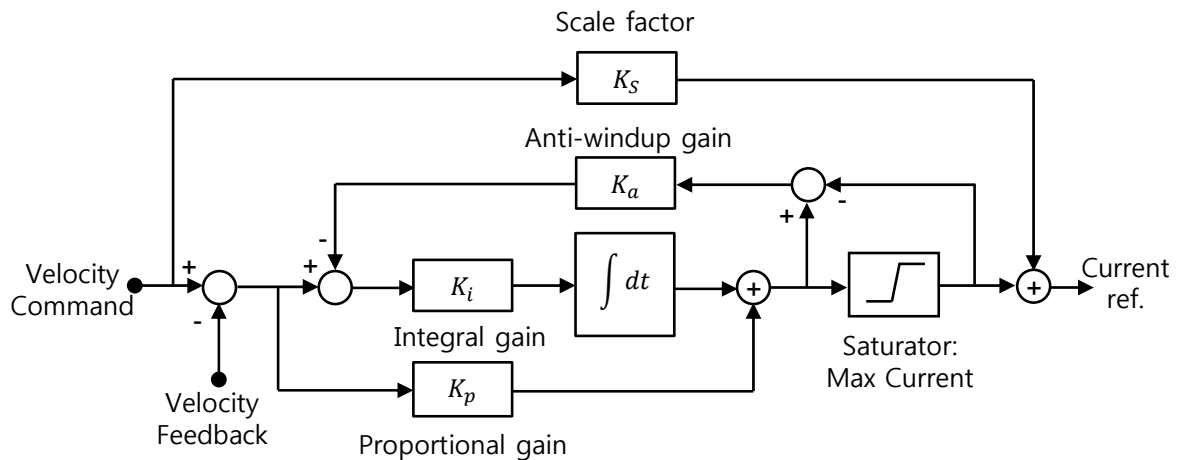 Scale factor
K_S
Anti-windup gain
K_a
-
+
-
Velocity
Command
+
-
+
K_i
∫ dt
+
+
Current
ref.
Integral gain
Saturator:
Max Current
K_p
Velocity
Feedback
Proportional gain